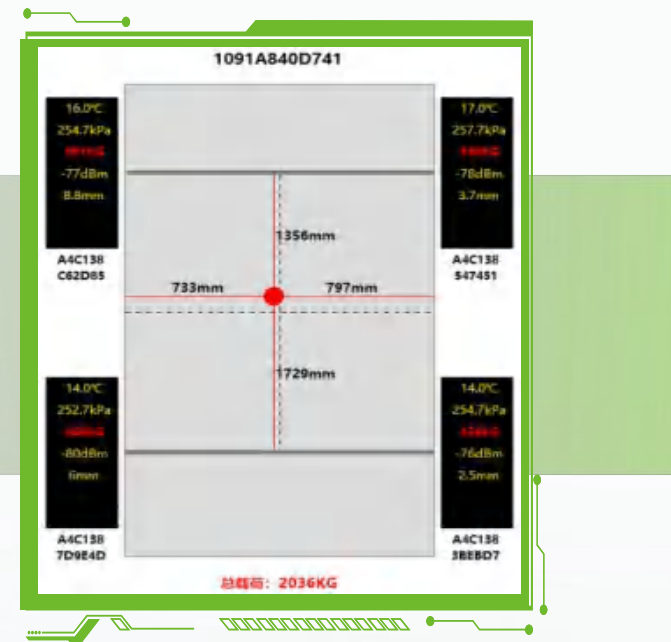 1091A840D741
16.0℃
254.7kPa
-77dBm
8.8mm
A4C138
C62D85
17.0℃
257.7kPa
-78dBm
3.7mm
A4C138
547451
1356mm
733mm
797mm
1729mm
14.0℃
252.7kPa
-80dBm
6mm
A4C138
7D9E4D
14.0℃
254.7kPa
-76dBm
2.5mm
A4C138
3BEBD7
总载荷：2036KG